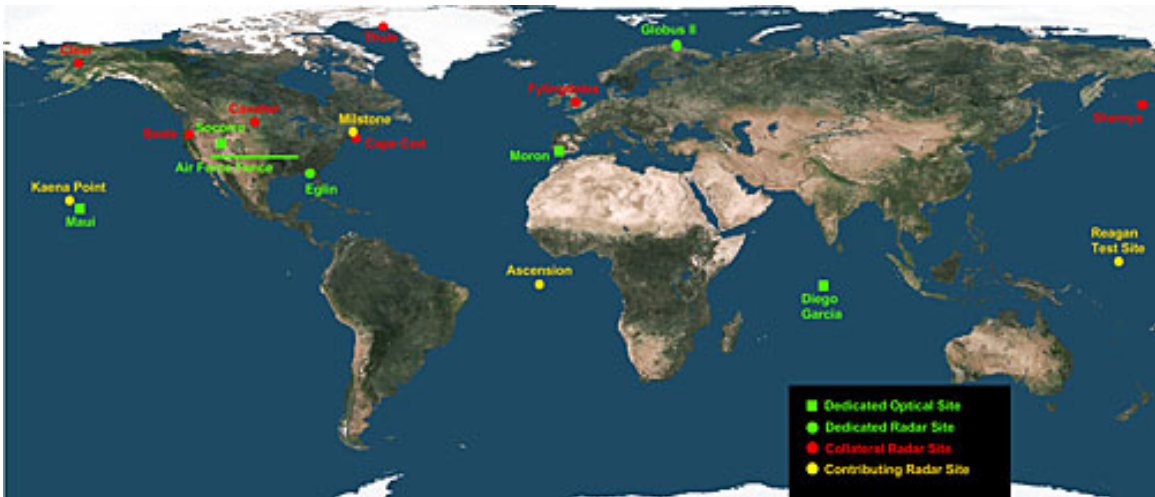 Globus II
Thule
Clear
Fylingdales
Cavalier
Milstone
Shemya
Socorro
Beale
Cape Cod
Moron
Air Force Fence
Eglin
Kaena Point
Maui
Reagan
Test Site
Ascension
Diego
Garcia
Dedicated Optical Site
Dedicated Radar Site
Collateral Radar Site
Contributing Radar Site